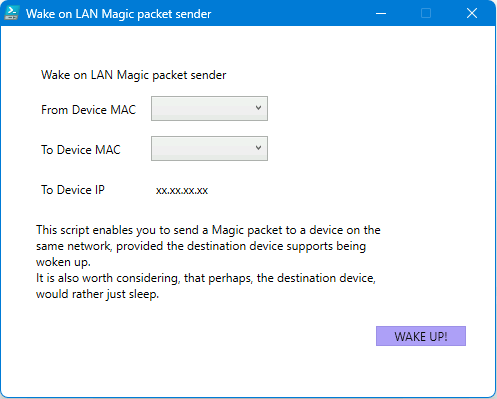 Wake on LAN Magic packet sender
Wake on LAN Magic packet sender
From Device MAC
To Device MAC
To Device IP xx.xx.xx.xx
This script enables you to send a Magic packet to a device on the
same network, provided the destination device supports being
woken up.
It is also worth considering, that perhaps, the destination device,
would rather just sleep.
WAKE UP!